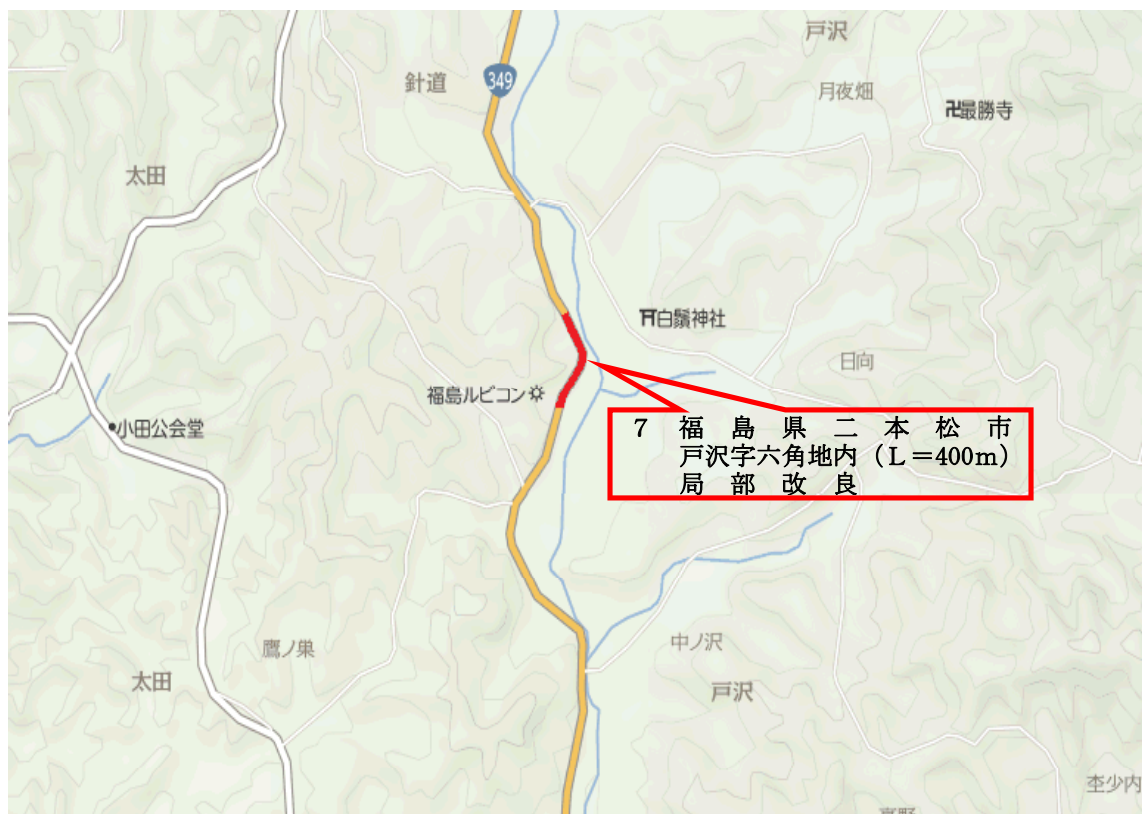 戸沢
針道
349
月夜畑
卍最勝寺
太田
白鬚神社
日向
福島ルビコン
小田公会堂
7 福島県二本松市
戸沢字六角地内(L=400m)
局部改良
鷹ノ巣
中ノ沢
太田
戸沢
杢少内